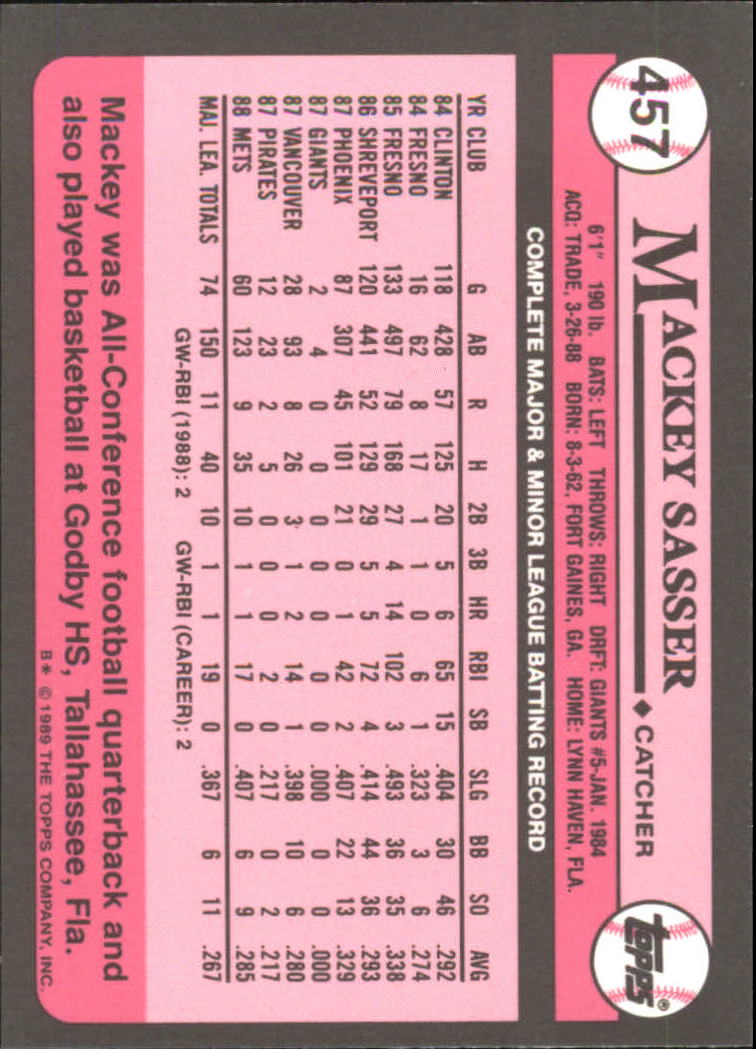 457
MACKEY SASSER ♦ CATCHER
topps®
6'1" 190 lb. BATS: LEFT THROWS: RIGHT DRFT: GIANTS #5-JAN. 1984
ACQ: TRADE, 3-26-88 BORN: 8-3-62, FORT GAINES, GA. HOME: LYNN HAVEN, FLA.
COMPLETE MAJOR & MINOR LEAGUE BATTING RECORD
YR CLUB G AB R H 2B 3B HR RBI SB SLG BB SO AVG
84 CLINTON 118 428 57 125 20 5 6 65 15 .404 30 46 .292
84 FRESNO 16 62 8 17 1 1 0 6 1 .323 3 6 .274
85 FRESNO 133 497 79 168 27 4 14 102 3 .493 36 35 .338
86 SHREVEPORT 120 441 52 129 29 5 5 72 4 .414 44 36 .293
87 PHOENIX 87 307 45 101 21 0 1 42 2 .407 22 13 .329
87 GIANTS 2 4 0 0 0 0 0 0 0 .000 0 0 .000
87 VANCOUVER 28 93 8 26 3 1 2 14 1 .398 10 6 .280
87 PIRATES 12 23 2 5 0 0 0 2 0 .217 0 2 .217
88 METS 60 123 9 35 10 1 1 17 0 .407 6 9 .285
MAJ. LEA. TOTALS 74 150 11 40 10 1 1 19 0 .367 6 11 .267
GW-RBI (1988): 2 GW-RBI (CAREER): 2
Mackey was All-Conference football quarterback and
also played basketball at Godby HS, Tallahassee, Fla.
B* © 1989 THE TOPPS COMPANY, INC.